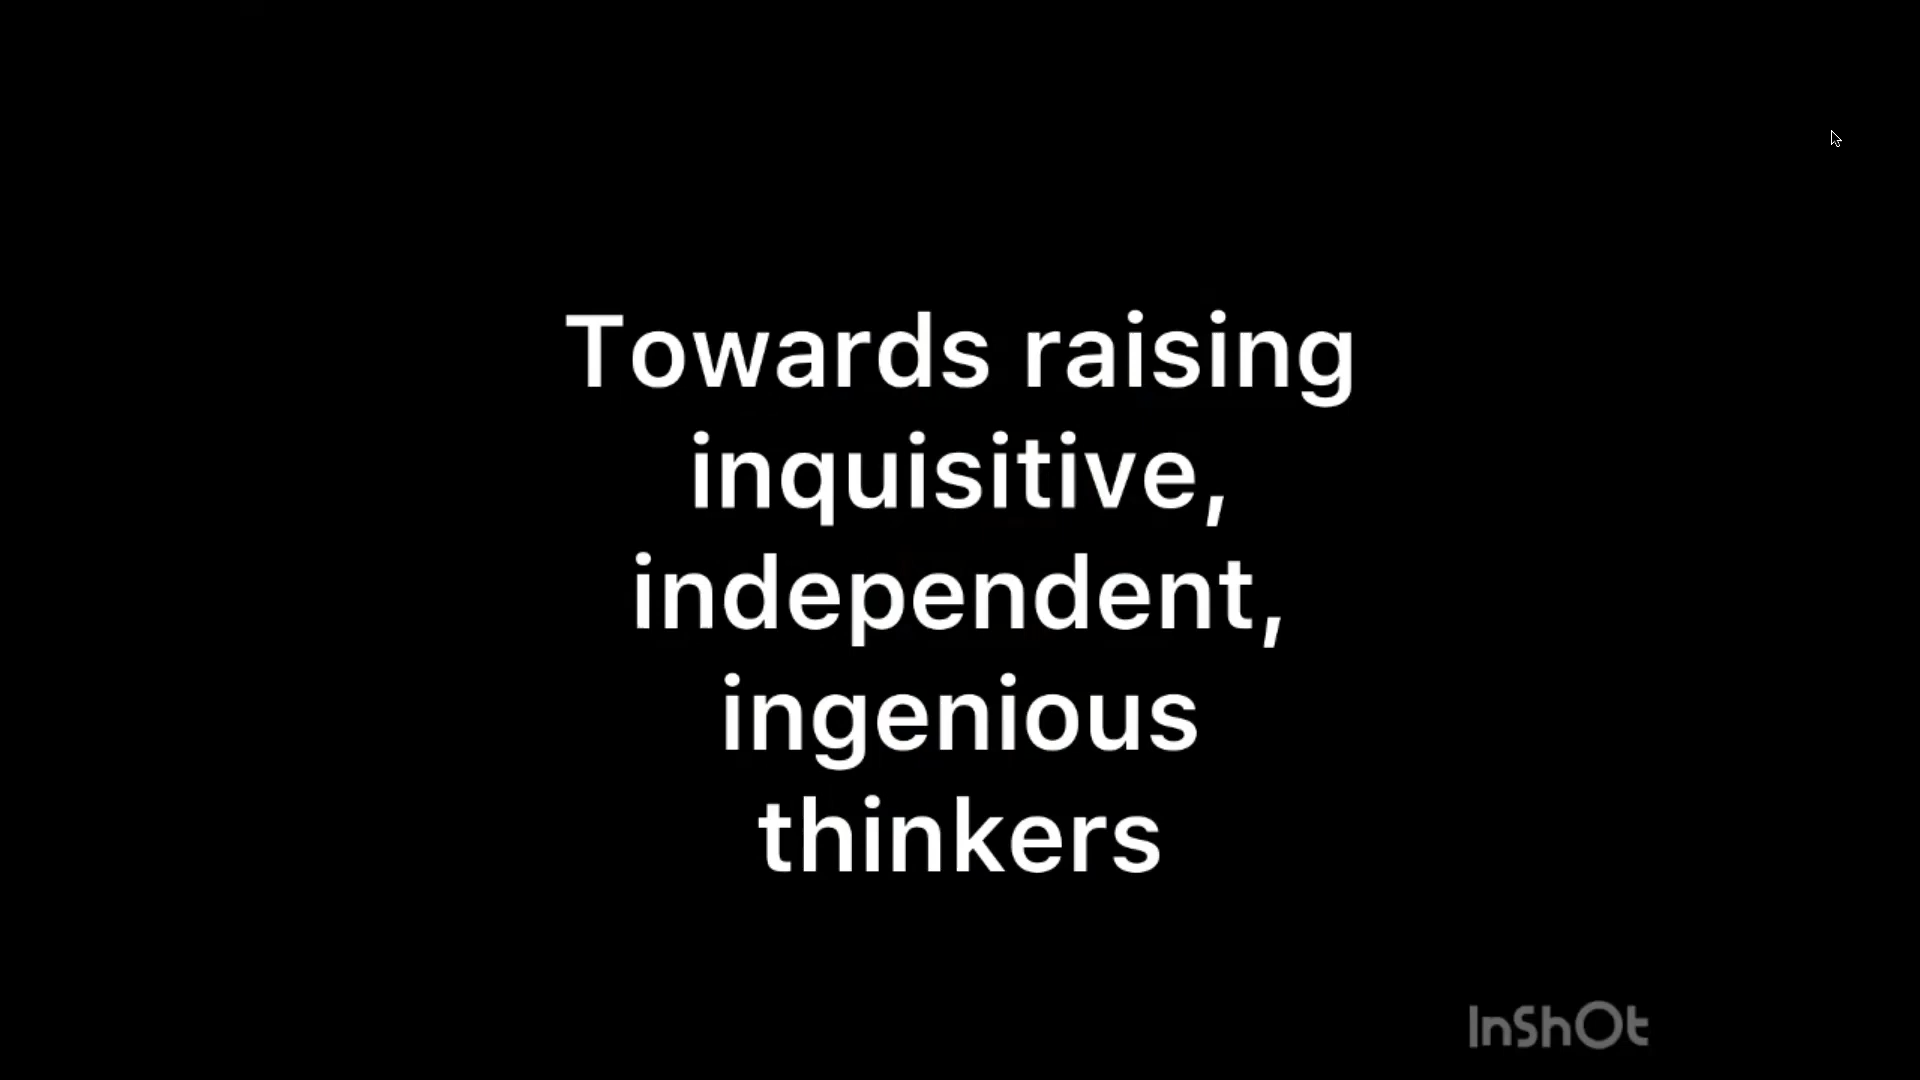 Towards raising
inquisitive,
independent,
ingenious
thinkers
InShOt